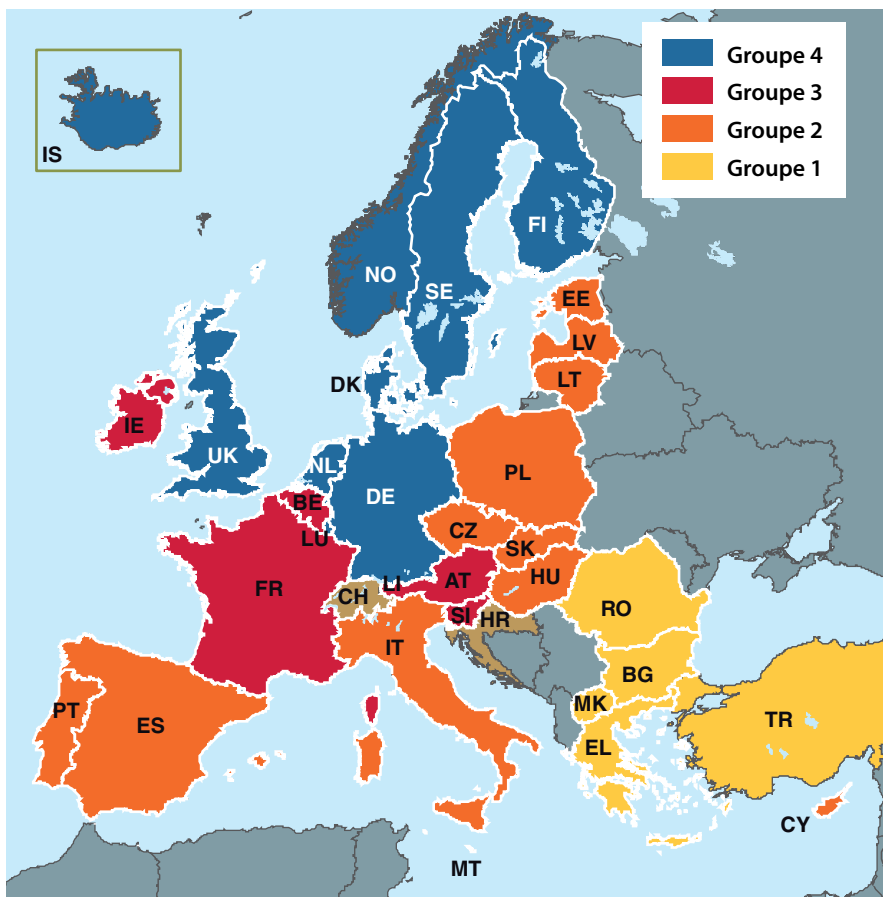 Groupe 4
Groupe 3
Groupe 2
Groupe 1
IS
FI
NO
SE
EE
LV
LT
DK
IE
UK
NL
DE
PL
BE
LU
CZ
SK
FR
CH
LI
AT
HU
SI
HR
RO
IT
BG
PT
ES
MK
EL
TR
CY
MT